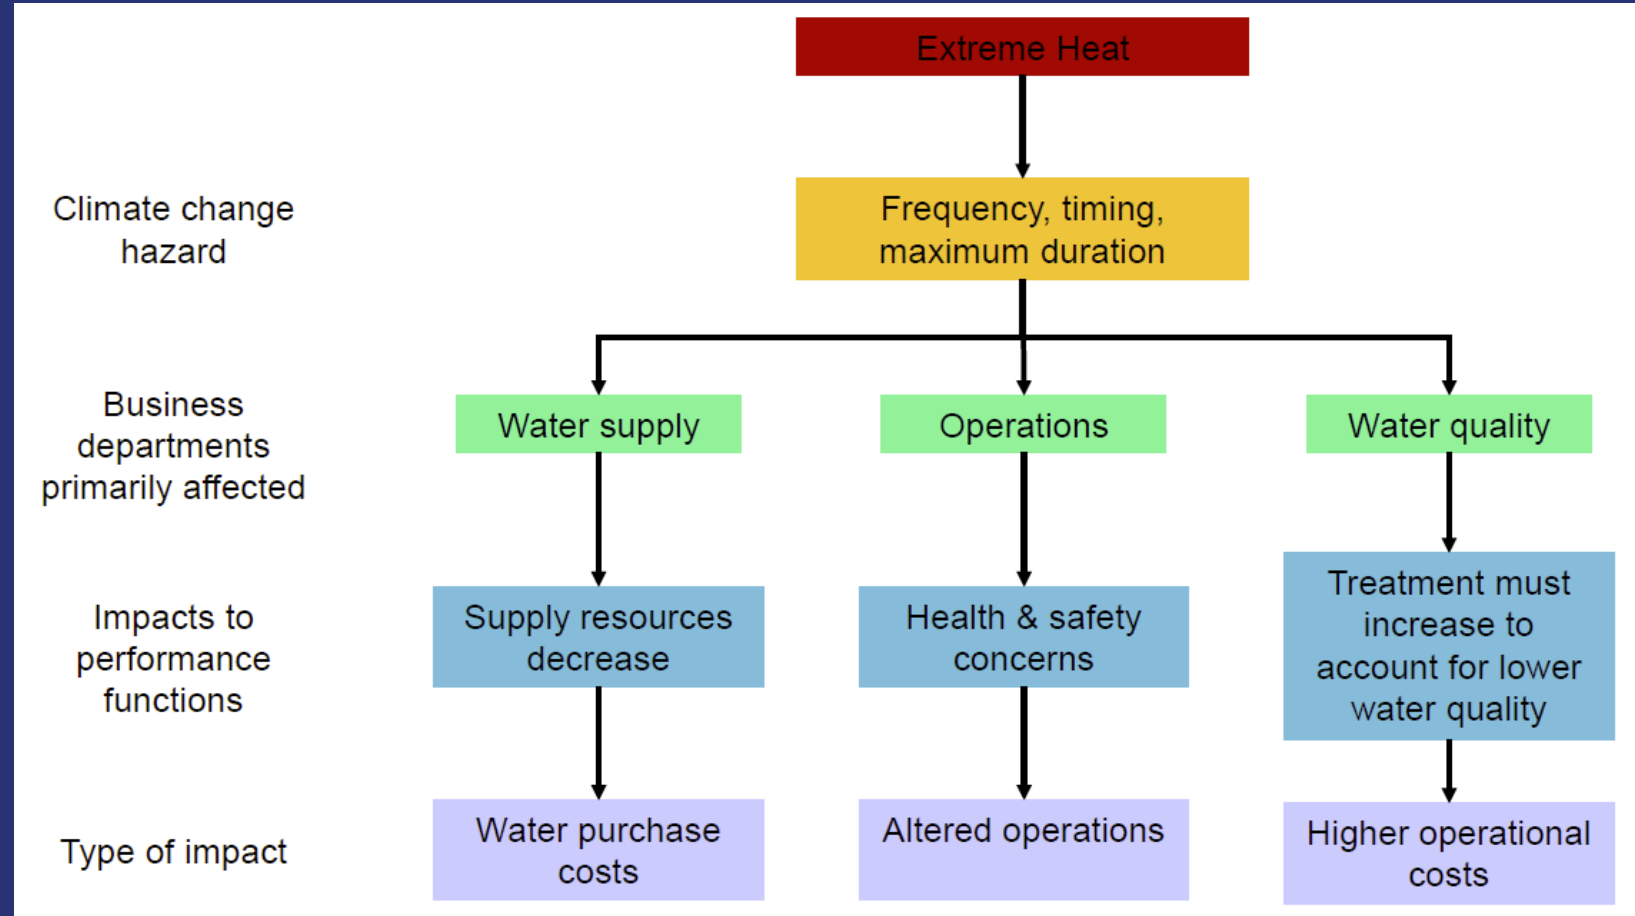 Extreme Heat
Climate change
hazard
Frequency, timing,
maximum duration
Business
departments
primarily affected
Water supply
Operations
Water quality
Impacts to
performance
functions
Supply resources
decrease
Health & safety
concerns
Treatment must
increase to
account for lower
water quality
Type of impact
Water purchase
costs
Altered operations
Higher operational
costs